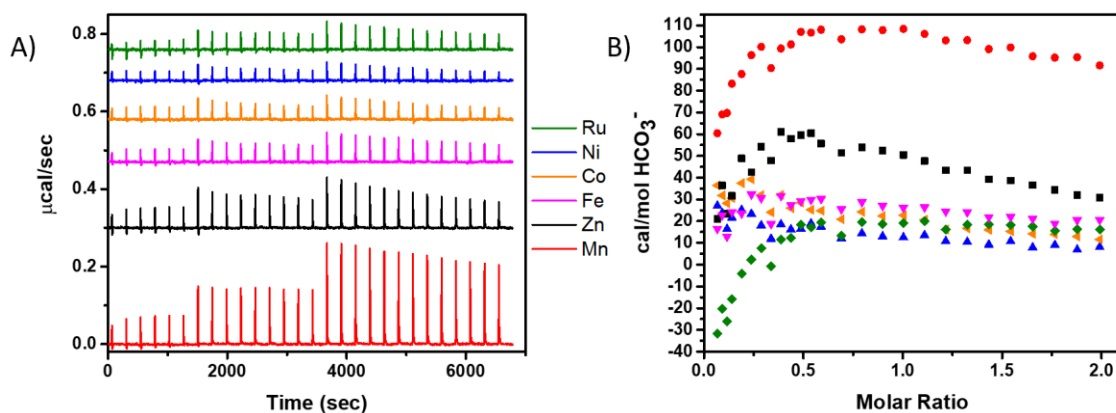 A)
μcal/sec
0.8
0.6
0.4
0.2
0.0
0 2000 4000 6000
Time (sec)
Ru
Ni
Co
Fe
Zn
Mn
B)
cal/mol HCO₃⁻
110
100
90
80
70
60
50
40
30
20
10
0
-10
-20
-30
-40
0.0 0.5 1.0 1.5 2.0
Molar Ratio